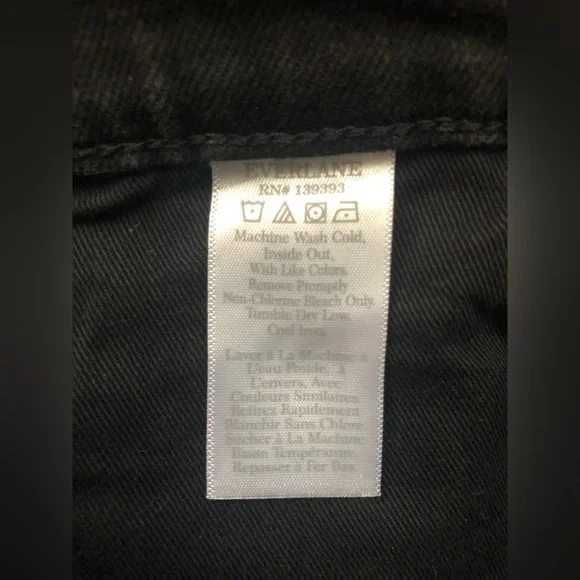 EVERLANE
RN# 139393
Machine Wash Cold,
Inside Out,
With Like Colors.
Remove Promptly
Non-Chlorine Bleach Only
Tumble Dry Low.
Cool Iron.
Laver à La Machine à
L'eau Froide, à
L'envers, Avec
Couleurs Similaires.
Retirez Rapidement
Blanchir Sans Chlore
Secher à La Machine
Basse Température.
Repasser à Fer Bas.